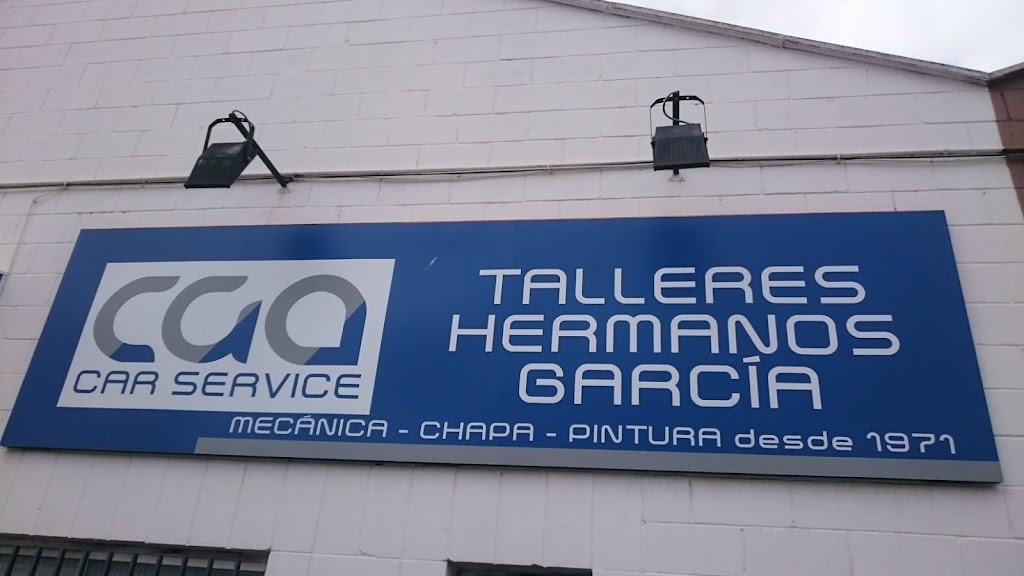 CGA
CAR SERVICE
TALLERES
HERMANOS
GARCÍA
MECÁNICA - CHAPA - PINTURA desde 1971